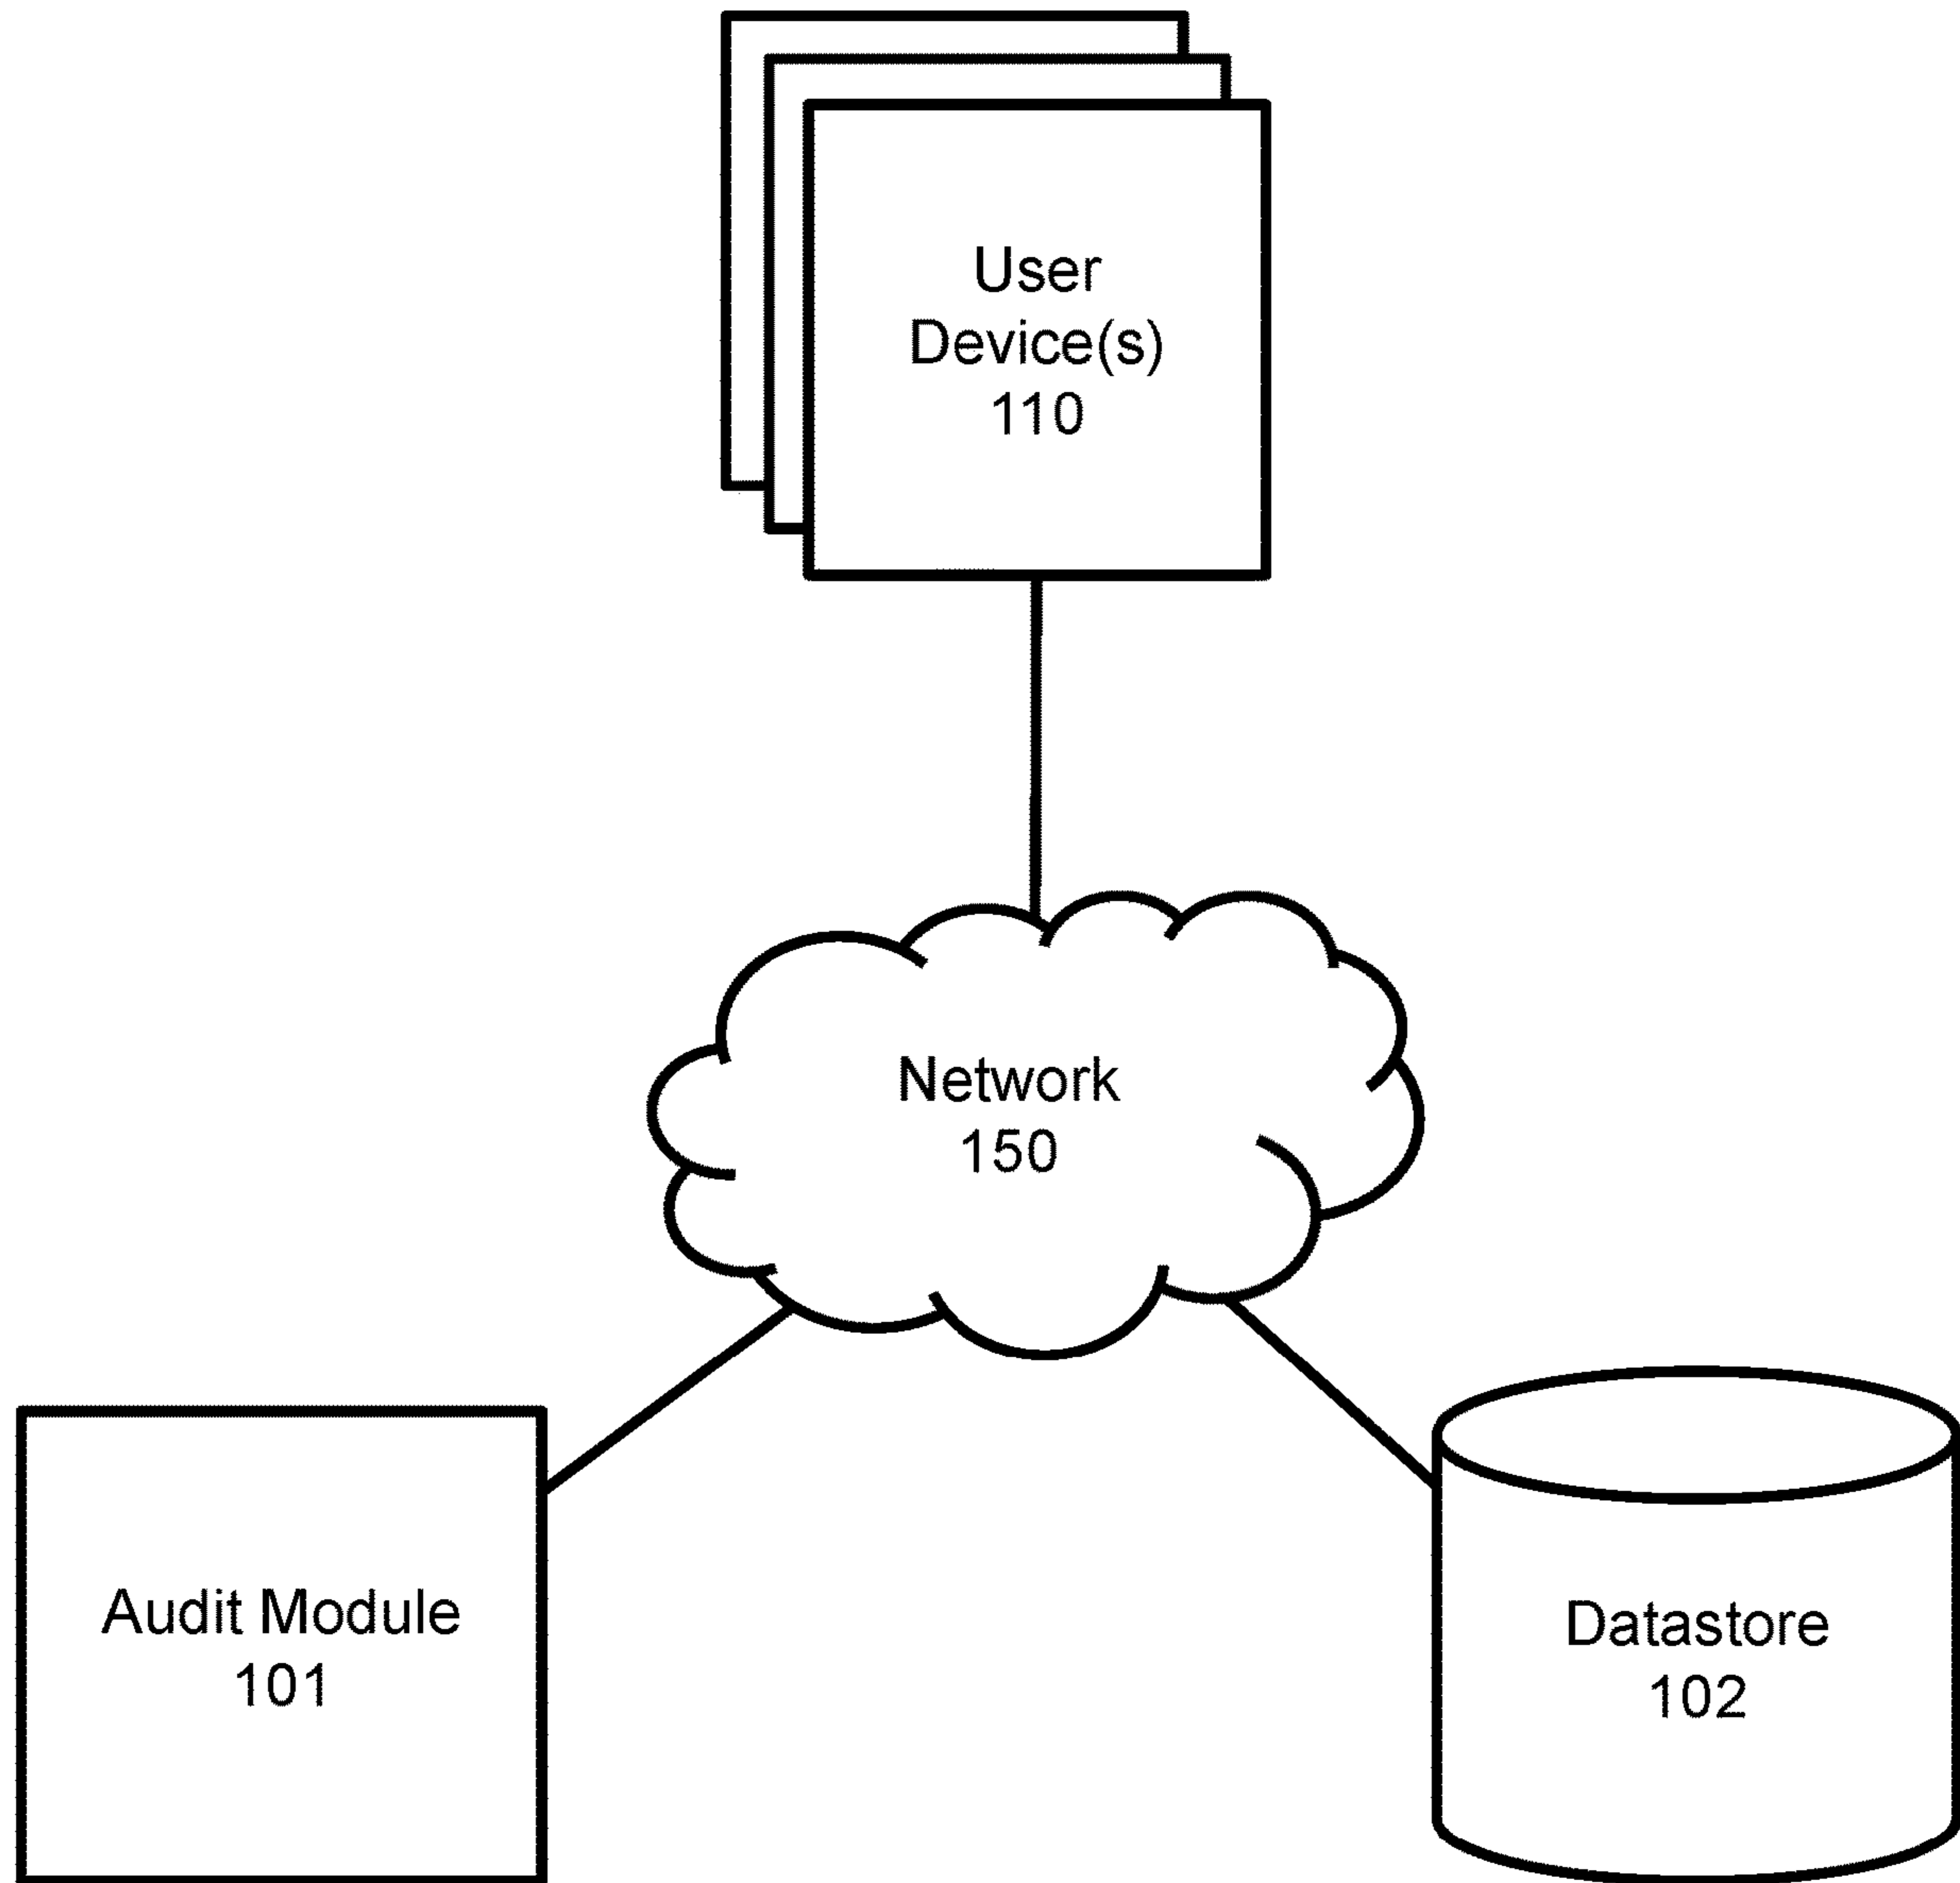 User
Device(s)
110
Network
150
Audit Module
101
Datastore
102